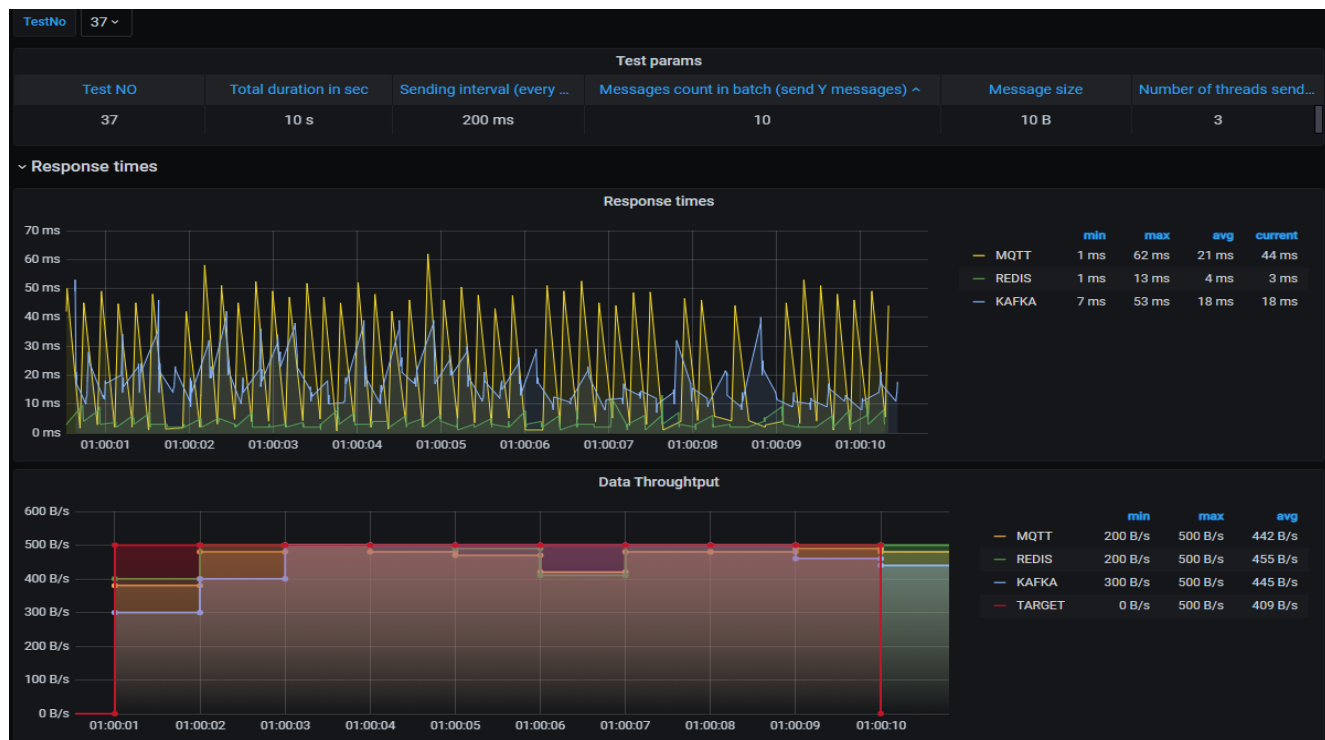 TestNo 37
Test params
Test NO Total duration in sec Sending interval (every ... Messages count in batch (send Y messages) Message size Number of threads send...
37 10 s 200 ms 10 10 B 3
Response times
Response times
70 ms
60 ms
50 ms
40 ms
30 ms
20 ms
10 ms
0 ms
01:00:01 01:00:02 01:00:03 01:00:04 01:00:05 01:00:06 01:00:07 01:00:08 01:00:09 01:00:10
min max avg current
MQTT 1 ms 62 ms 21 ms 44 ms
REDIS 1 ms 13 ms 4 ms 3 ms
KAFKA 7 ms 53 ms 18 ms 18 ms
Data Throughtput
600 B/s
500 B/s
400 B/s
300 B/s
200 B/s
100 B/s
0 B/s
01:00:01 01:00:02 01:00:03 01:00:04 01:00:05 01:00:06 01:00:07 01:00:08 01:00:09 01:00:10
min max avg
MQTT 200 B/s 500 B/s 442 B/s
REDIS 200 B/s 500 B/s 455 B/s
KAFKA 300 B/s 500 B/s 445 B/s
TARGET 0 B/s 500 B/s 409 B/s